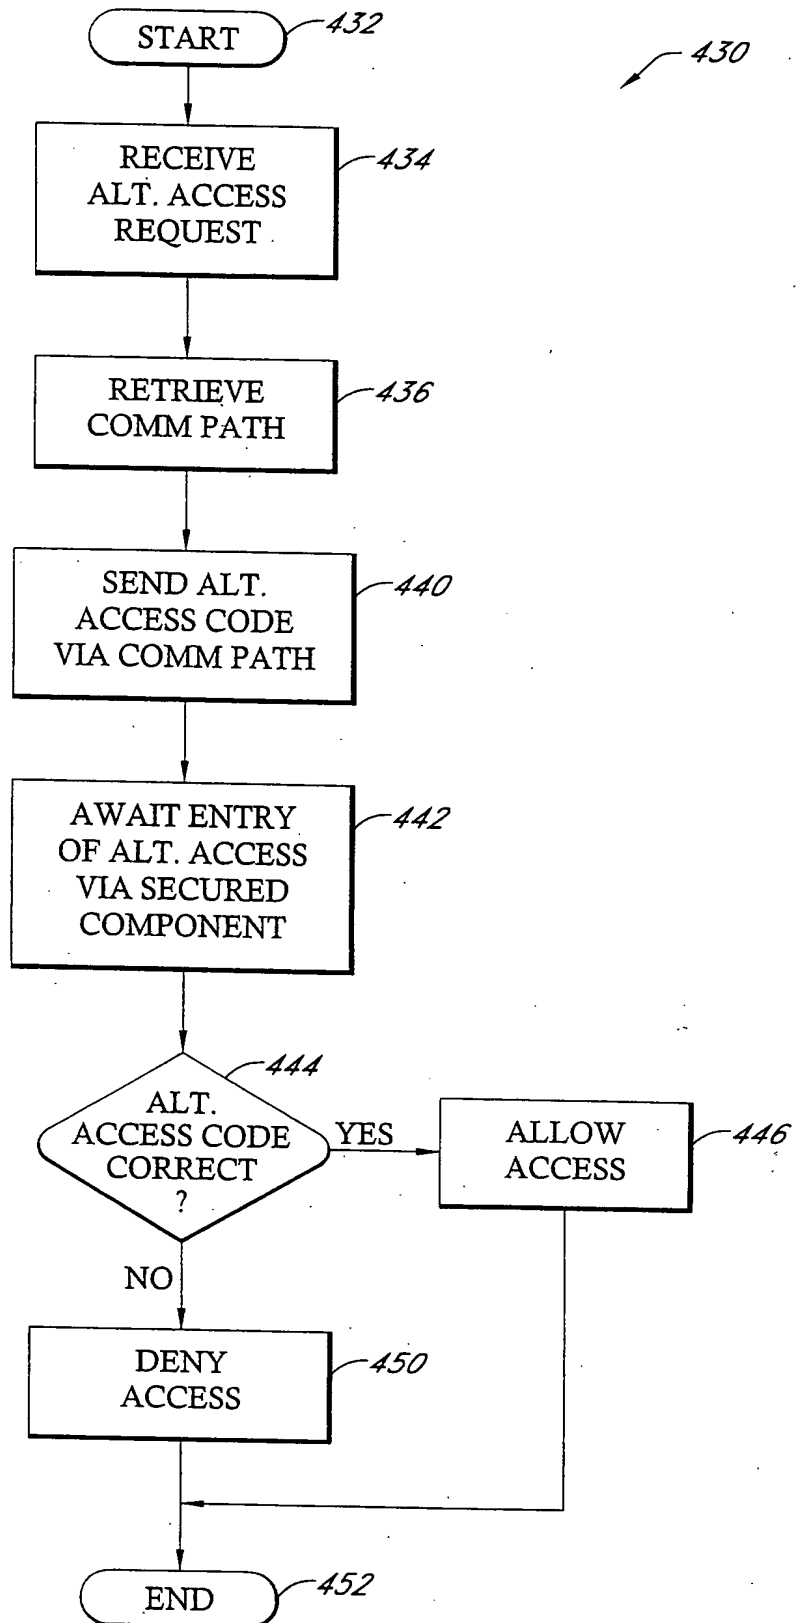 START
432
430
RECEIVE
ALT. ACCESS
REQUEST
434
RETRIEVE
COMM PATH
436
SEND ALT.
ACCESS CODE
VIA COMM PATH
440
AWAIT ENTRY
OF ALT. ACCESS
VIA SECURED
COMPONENT
442
444
ALT.
ACCESS CODE
CORRECT
?
YES
ALLOW
ACCESS
446
NO
DENY
ACCESS
450
END
452